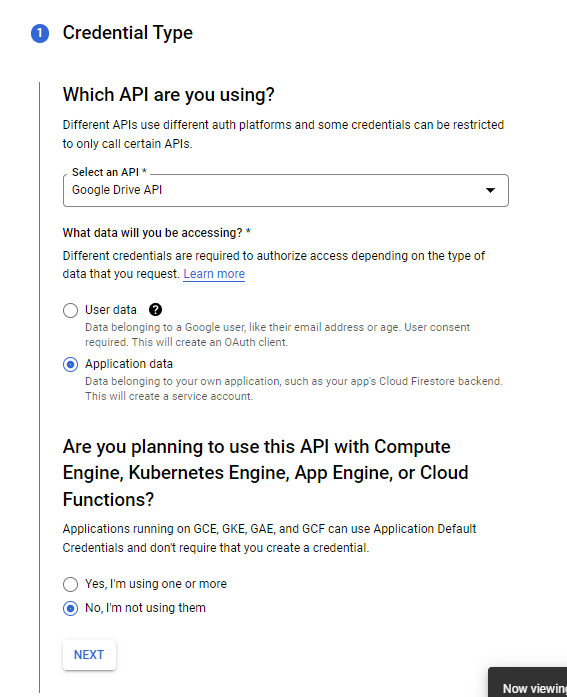 1 Credential Type
Which API are you using?
Different APIs use different auth platforms and some credentials can be restricted
to only call certain APIs.
Select an API *
Google Drive API
What data will you be accessing? *
Different credentials are required to authorize access depending on the type of
data that you request. Learn more
User data ?
Data belonging to a Google user, like their email address or age. User consent
required. This will create an OAuth client.
Application data
Data belonging to your own application, such as your app's Cloud Firestore backend.
This will create a service account.
Are you planning to use this API with Compute
Engine, Kubernetes Engine, App Engine, or Cloud
Functions?
Applications running on GCE, GKE, GAE, and GCF can use Application Default
Credentials and don't require that you create a credential.
Yes, I'm using one or more
No, I'm not using them
NEXT
Now viewing